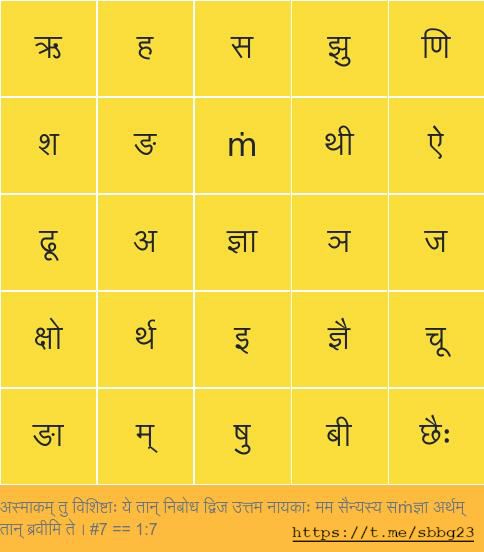 ऋ ह स झु णि
श ङ ṁ थी ऐ
ढू अ ज्ञा ञ ज
क्षो र्थ इ ज्ञै चू
ङा म् षु बी छैः
अस्माकम् तु विशिष्टाः ये तान् निबोध द्विज उत्तम नायकाः मम सैन्यस्य सṁज्ञा अर्थम्
तान् ब्रवीमि ते । #7 == 1:7 https://t.me/sbbg23